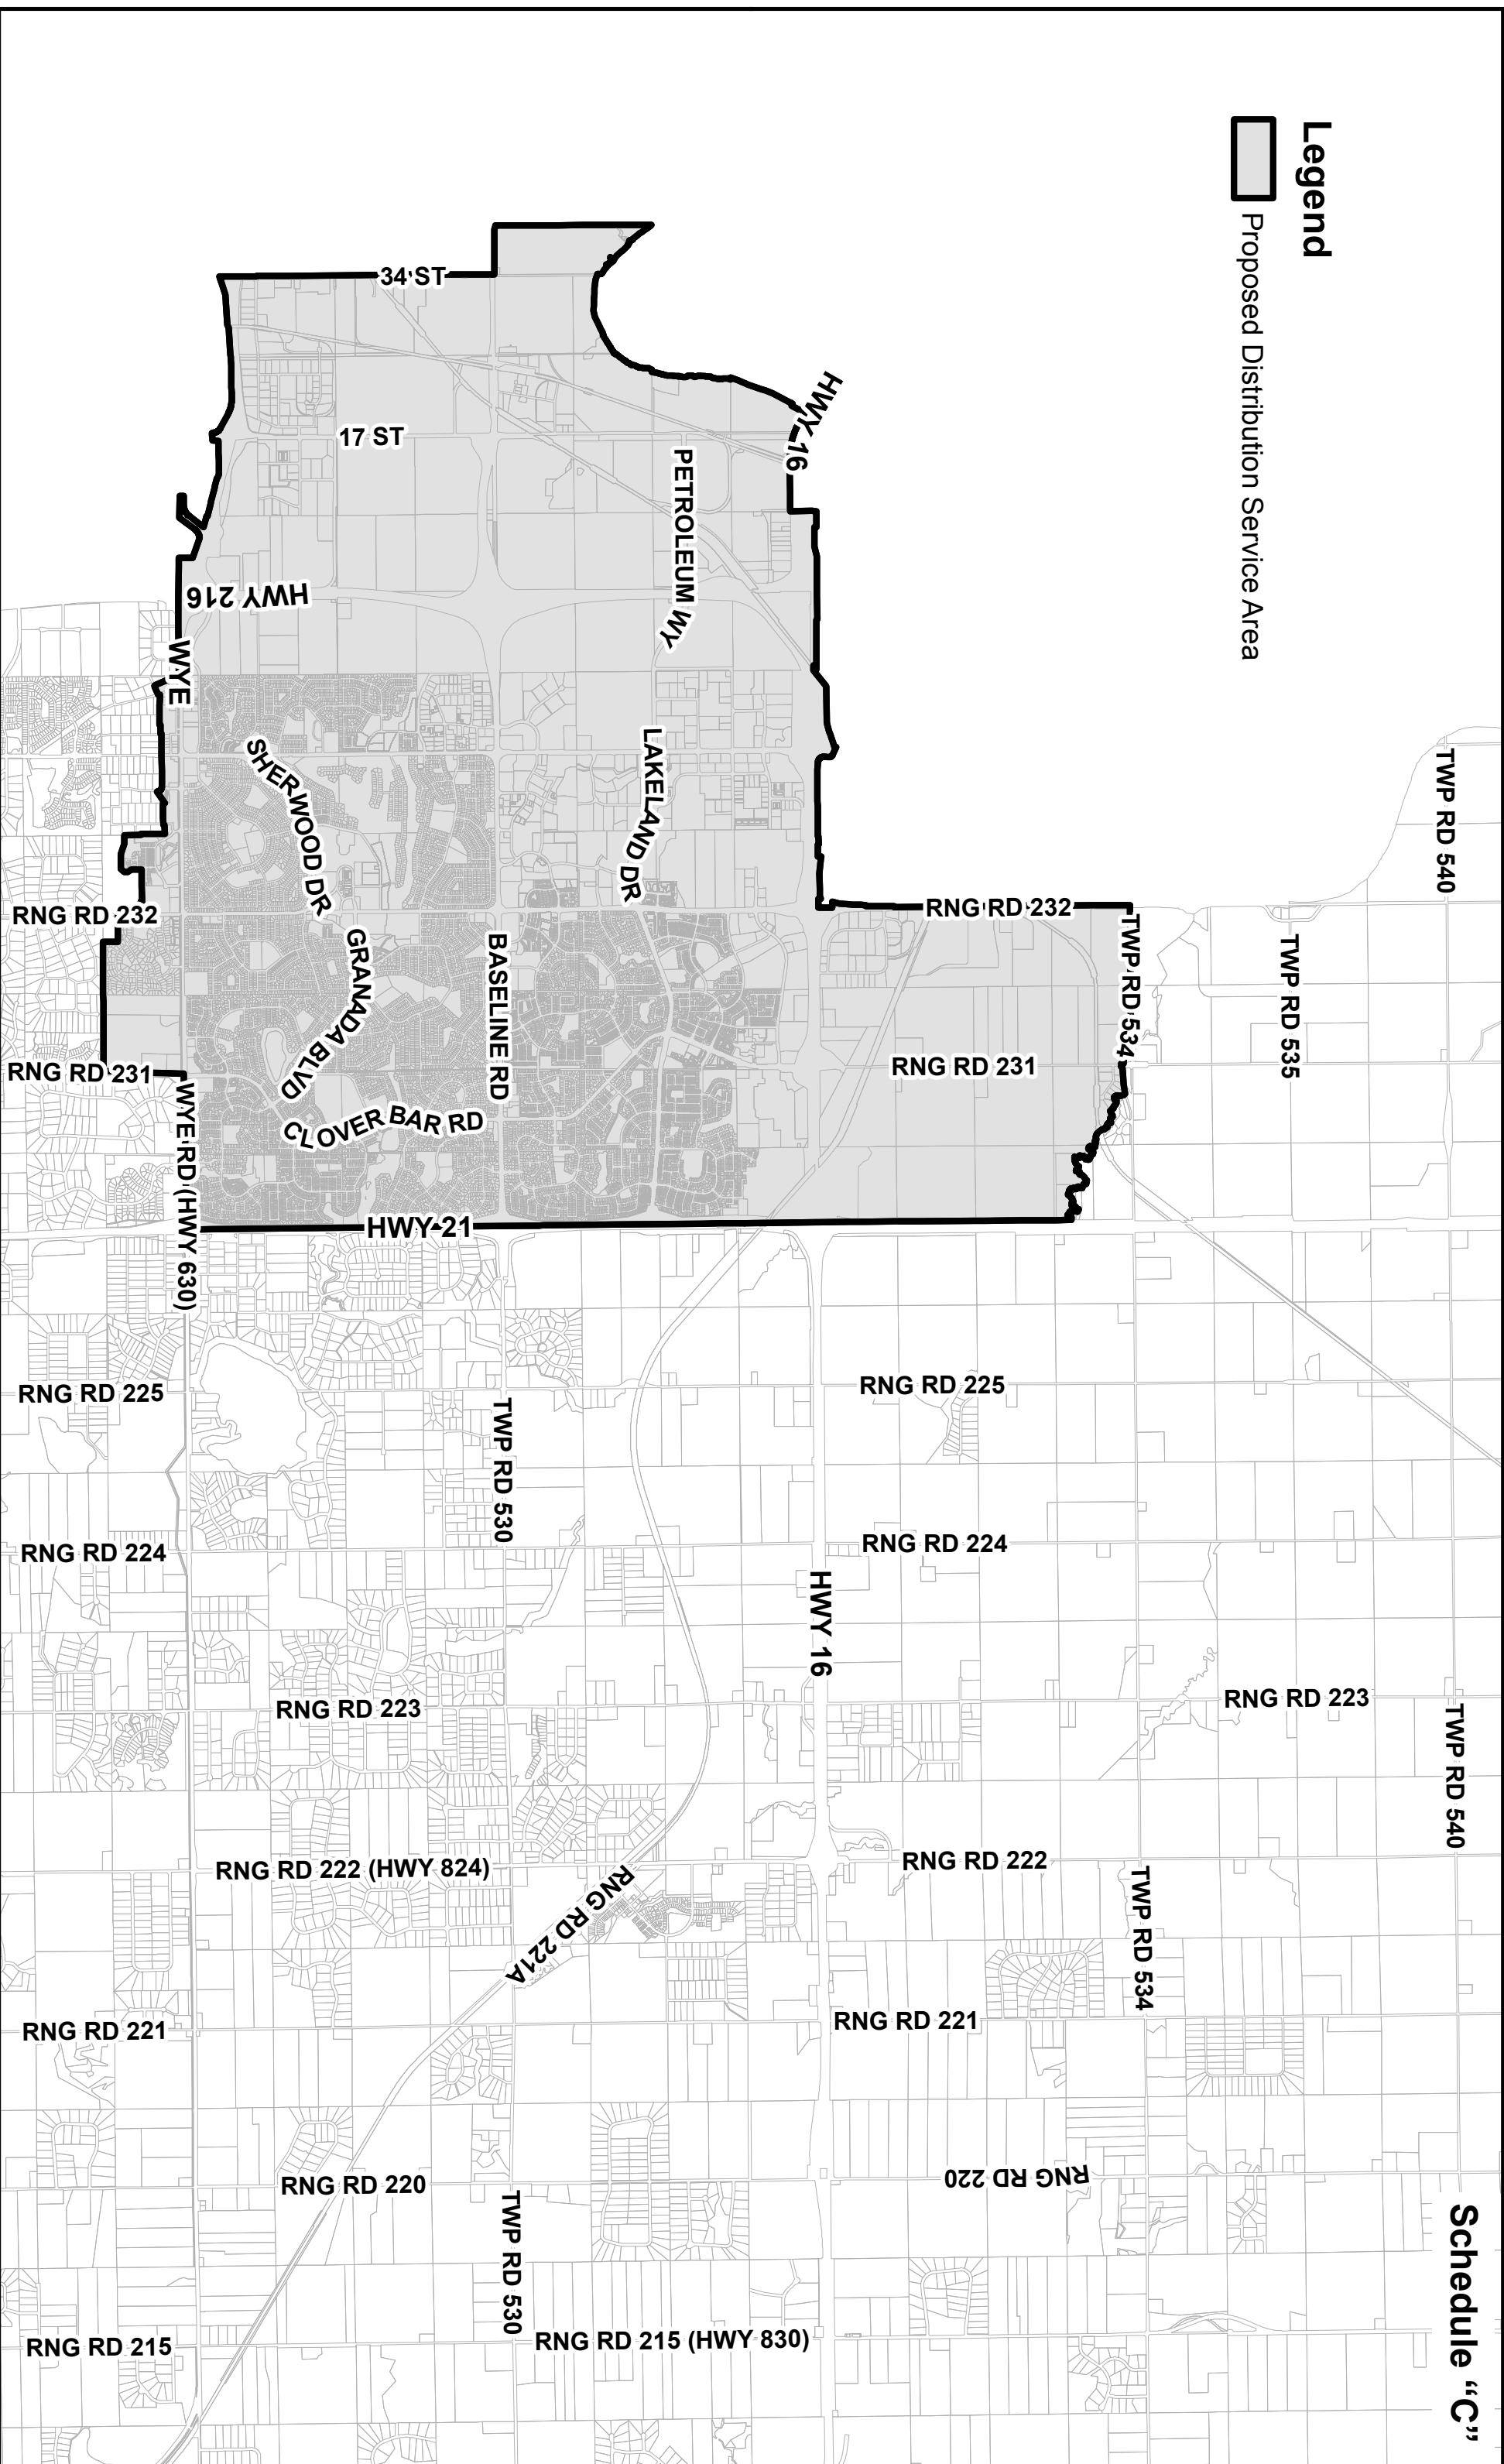 Schedule “C”
Legend
Proposed Distribution Service Area
TWP RD 540
TWP RD 540
TWP RD 535
TWP RD 534
TWP RD 534
RNG RD 232
RNG RD 231
RNG RD 225
RNG RD 224
RNG RD 223
RNG RD 222
RNG RD 221
RNG RD 220
HWY 16
HWY 16
PETROLEUM WY
LAKELAND DR
34 ST
17 ST
HWY 216
BASELINE RD
SHERWOOD DR
GRANADA BLVD
CLOVER BAR RD
HWY 21
TWP RD 530
TWP RD 530
RNG RD 223
RNG RD 222 (HWY 824)
RNG RD 221A
RNG RD 220
RNG RD 215 (HWY 830)
WYE
WYE RD (HWY 630)
RNG RD 232
RNG RD 231
RNG RD 225
RNG RD 224
RNG RD 221
RNG RD 215